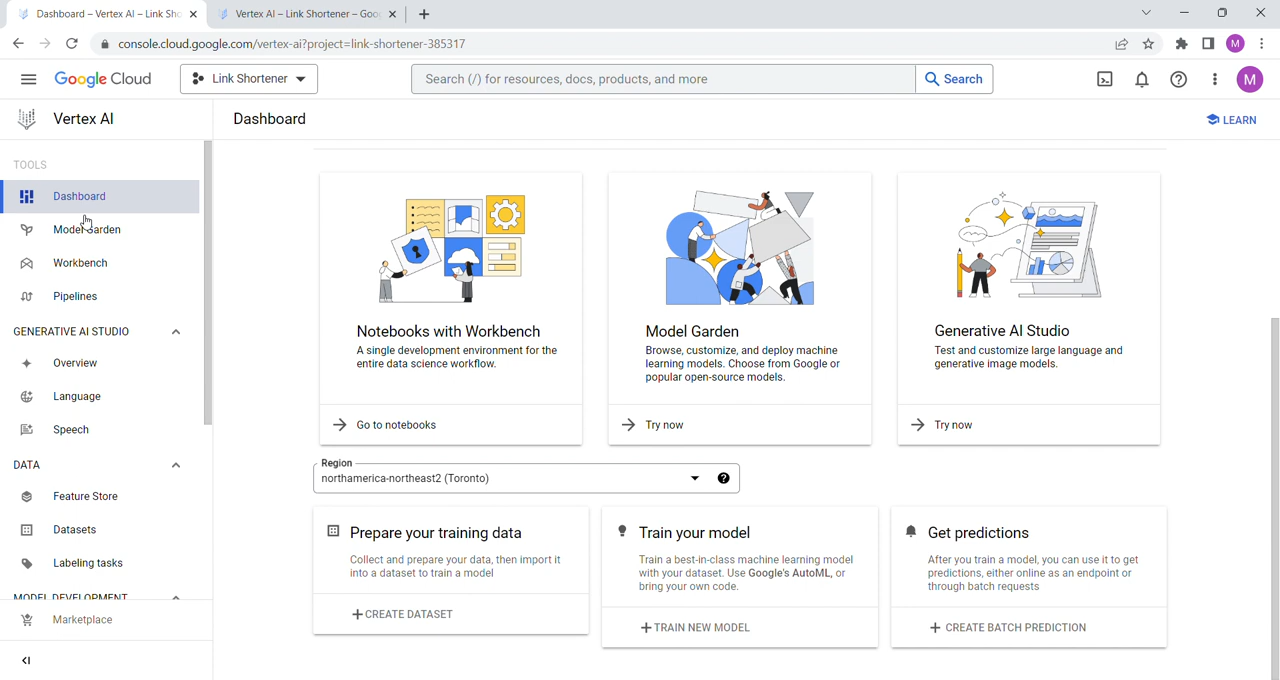 Dashboard – Vertex AI – Link Sho
Vertex AI – Link Shortener – Goo
console.cloud.google.com/vertex-ai?project=link-shortener-385317
M
Google Cloud
Link Shortener
Search (/) for resources, docs, products, and more
Search
M
Vertex AI
Dashboard
LEARN
TOOLS
Dashboard
Model Garden
Workbench
Pipelines
GENERATIVE AI STUDIO
Overview
Language
Speech
DATA
Feature Store
Datasets
Labeling tasks
MODEL DEVELOPMENT
Marketplace
Notebooks with Workbench
A single development environment for the
entire data science workflow.
Go to notebooks
Model Garden
Browse, customize, and deploy machine
learning models. Choose from Google or
popular open-source models.
Try now
Generative AI Studio
Test and customize large language and
generative image models.
Try now
Region
northamerica-northeast2 (Toronto)
Prepare your training data
Collect and prepare your data, then import it
into a dataset to train a model
+CREATE DATASET
Train your model
Train a best-in-class machine learning model
with your dataset. Use Google's AutoML, or
bring your own code.
+TRAIN NEW MODEL
Get predictions
After you train a model, you can use it to get
predictions, either online as an endpoint or
through batch requests
+ CREATE BATCH PREDICTION